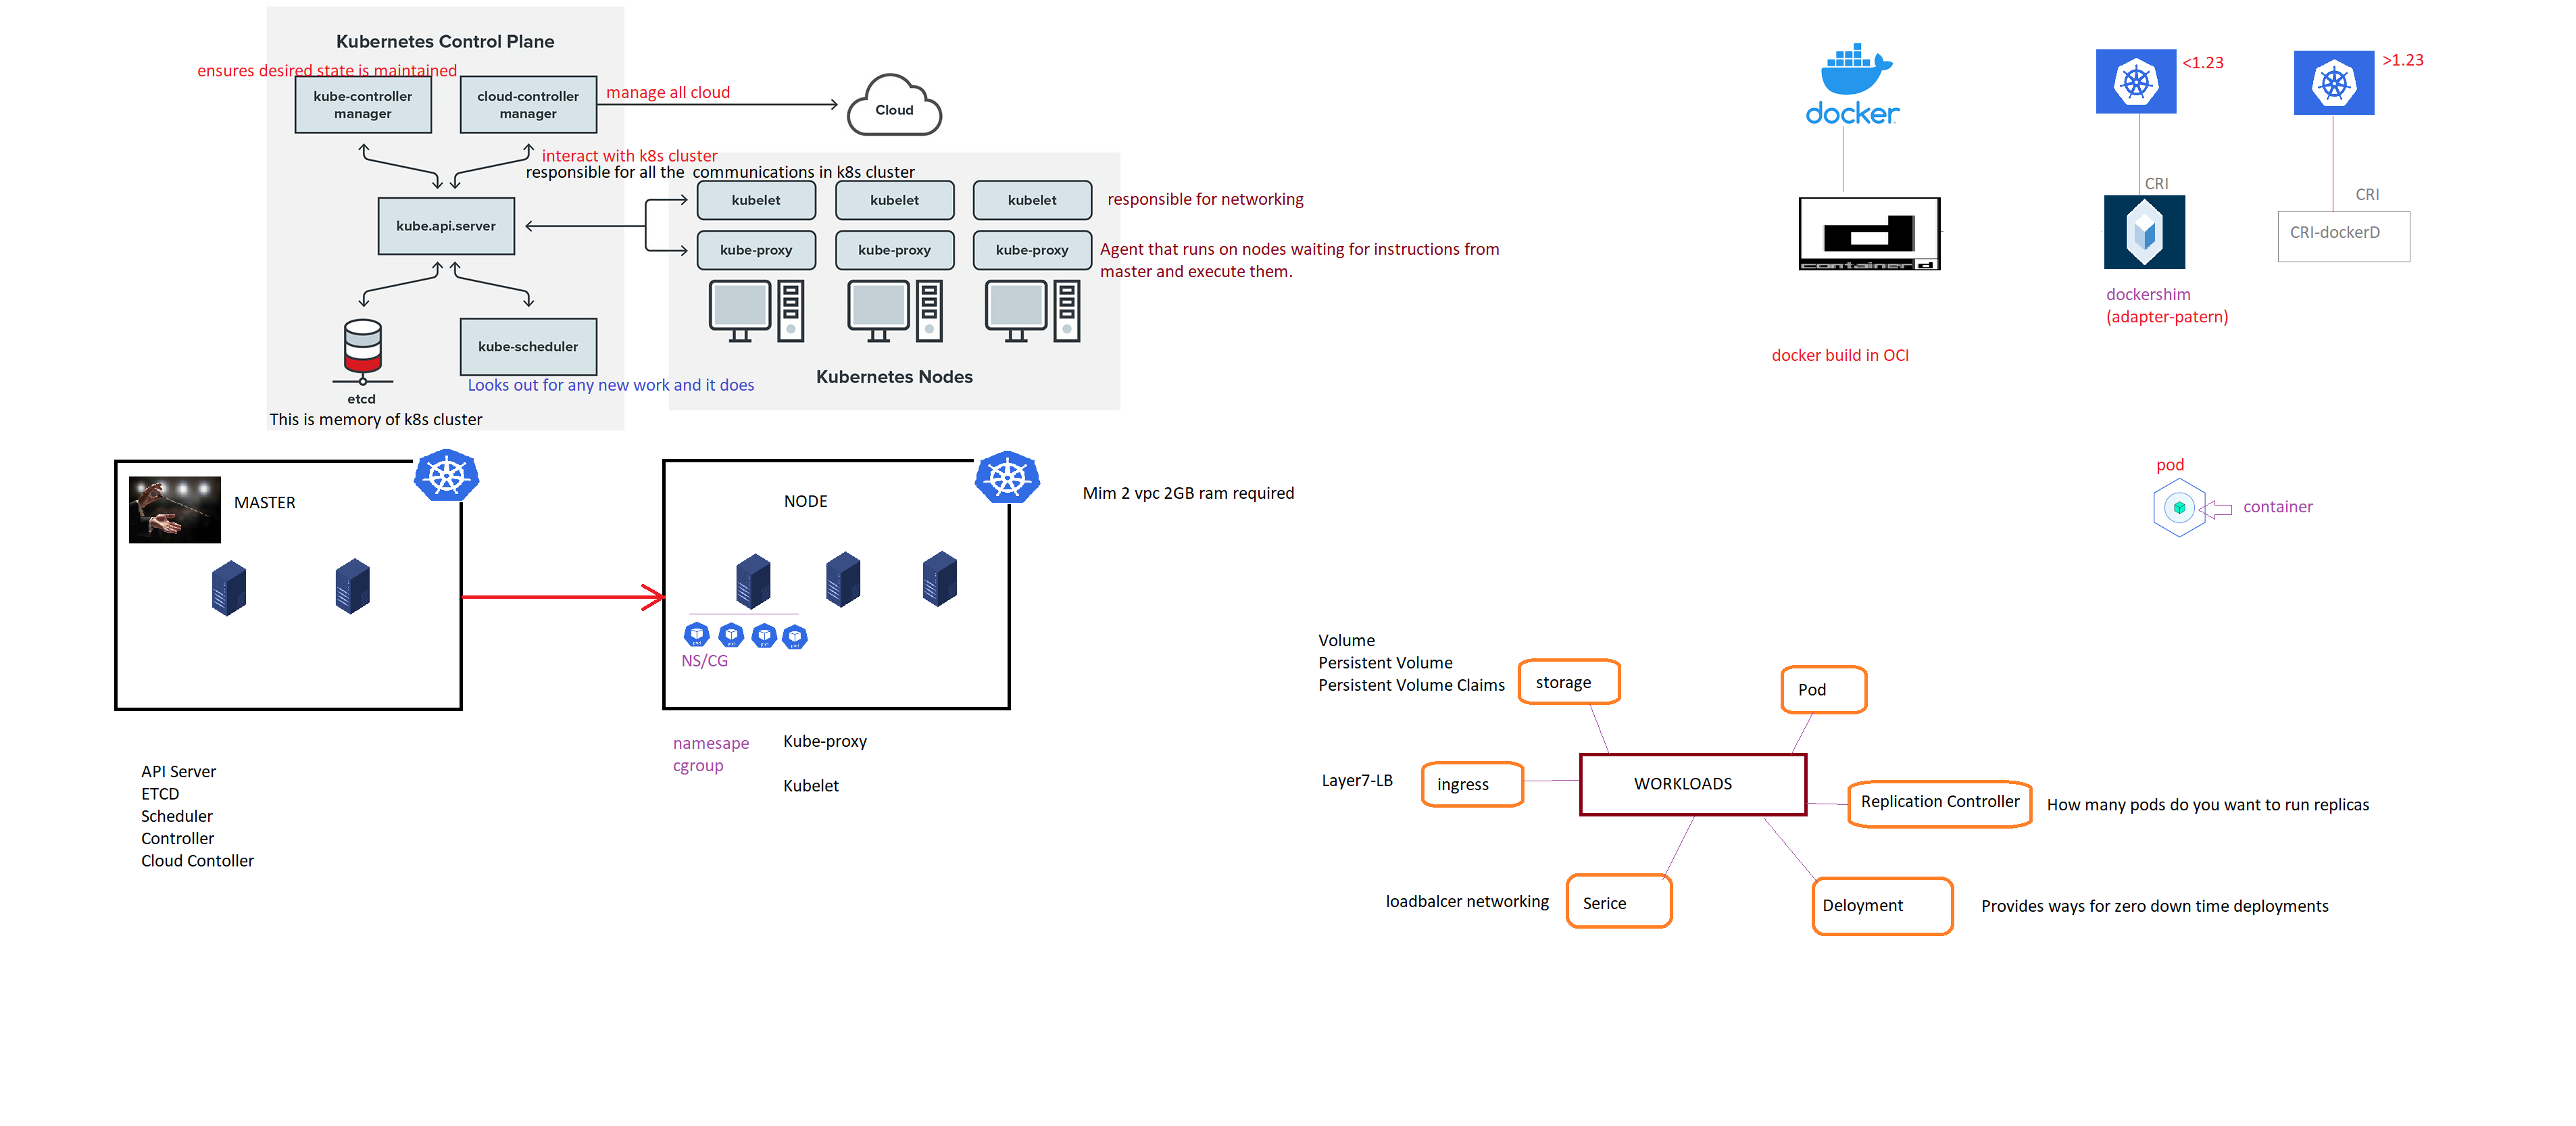 Kubernetes Control Plane
ensures desired state is maintained
kube-controller
manager
cloud-controller
manager
manage all cloud
Cloud
interact with k8s cluster
responsible for all the  communications in k8s cluster
kube.api.server
kubelet
kubelet
kubelet
responsible for networking
kube-proxy
kube-proxy
kube-proxy
Agent that runs on nodes waiting for instructions from
master and execute them.
kube-scheduler
Looks out for any new work and it does
etcd
This is memory of k8s cluster
Kubernetes Nodes
docker
containerd
docker build in OCI
<1.23
CRI
dockershim
(adapter-patern)
>1.23
CRI
CRI-dockerD
MASTER
API Server
ETCD
Scheduler
Controller
Cloud Contoller
NODE
Mim 2 vpc 2GB ram required
pod
pod
pod
pod
NS/CG
namesape
cgroup
Kube-proxy
Kubelet
pod
container
Volume
Persistent Volume
Persistent Volume Claims
storage
Pod
Layer7-LB
ingress
WORKLOADS
Replication Controller
How many pods do you want to run replicas
loadbalcer networking
Serice
Deloyment
Provides ways for zero down time deployments